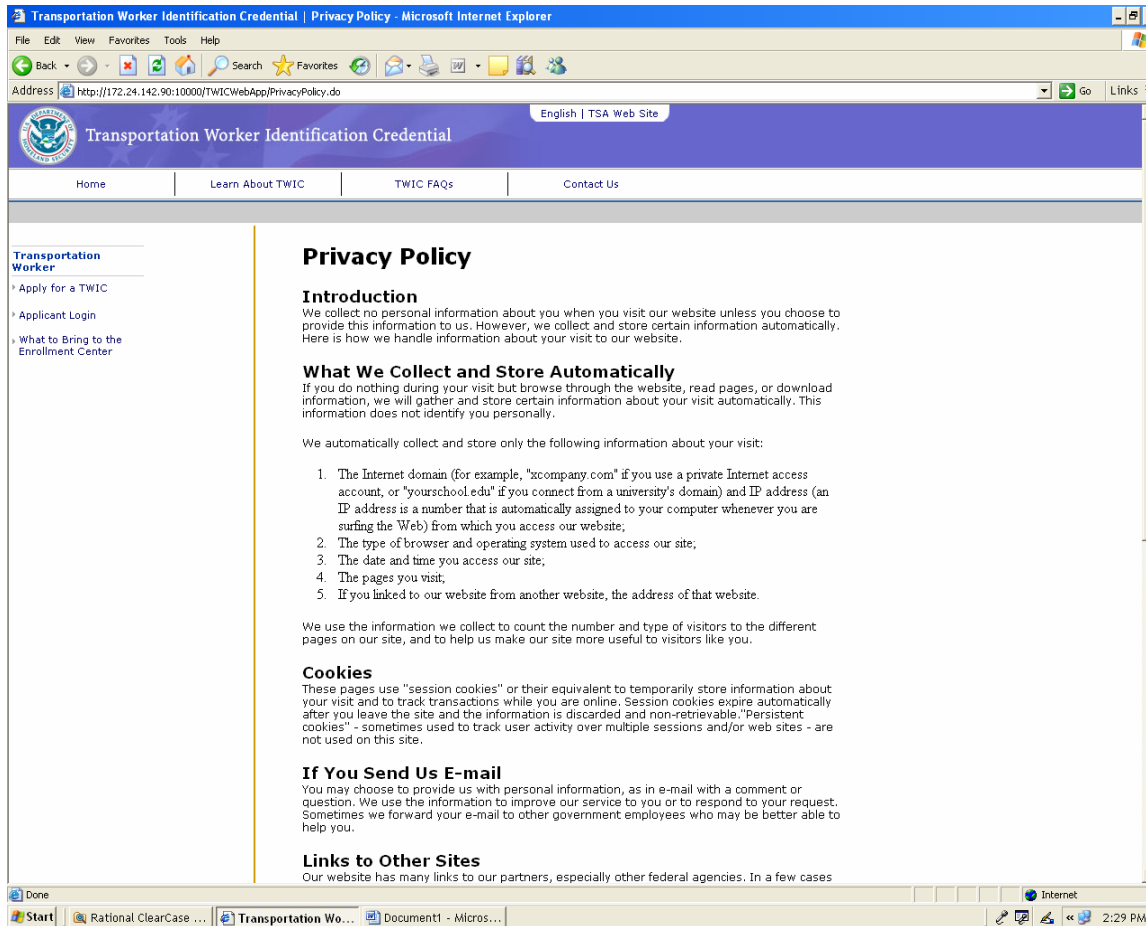 Transportation Worker Identification Credential | Privacy Policy - Microsoft Internet Explorer
File Edit View Favorites Tools Help
Back Search Favorites
Address http://172.24.142.90:10000/TWICWebApp/PrivacyPolicy.do Go Links
English | TSA Web Site
Transportation Worker Identification Credential
Home Learn About TWIC TWIC FAQs Contact Us
Transportation
Worker
Apply for a TWIC
Applicant Login
What to Bring to the
Enrollment Center
Privacy Policy
Introduction
We collect no personal information about you when you visit our website unless you choose to
provide this information to us. However, we collect and store certain information automatically.
Here is how we handle information about your visit to our website.
What We Collect and Store Automatically
If you do nothing during your visit but browse through the website, read pages, or download
information, we will gather and store certain information about your visit automatically. This
information does not identify you personally.
We automatically collect and store only the following information about your visit:
1. The Internet domain (for example, "xcompany.com" if you use a private Internet access
account, or "yourschool.edu" if you connect from a university's domain) and IP address (an
IP address is a number that is automatically assigned to your computer whenever you are
surfing the Web) from which you access our website;
2. The type of browser and operating system used to access our site;
3. The date and time you access our site;
4. The pages you visit;
5. If you linked to our website from another website, the address of that website.
We use the information we collect to count the number and type of visitors to the different
pages on our site, and to help us make our site more useful to visitors like you.
Cookies
These pages use "session cookies" or their equivalent to temporarily store information about
your visit and to track transactions while you are online. Session cookies expire automatically
after you leave the site and the information is discarded and non-retrievable."Persistent
cookies" - sometimes used to track user activity over multiple sessions and/or web sites - are
not used on this site.
If You Send Us E-mail
You may choose to provide us with personal information, as in e-mail with a comment or
question. We use the information to improve our service to you or to respond to your request.
Sometimes we forward your e-mail to other government employees who may be better able to
help you.
Links to Other Sites
Our website has many links to our partners, especially other federal agencies. In a few cases
Done Internet
Start Rational ClearCase ... Transportation Wo... Document1 - Micros... 2:29 PM